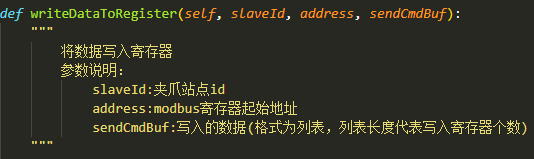 def writeDataToRegister(self, slaveId, address, sendCmdBuf):
"""
将数据写入寄存器
参数说明:
slaveId:夹爪站点id
address:modbus寄存器起始地址
sendCmdBuf:写入的数据(格式为列表，列表长度代表写入寄存器个数)
"""